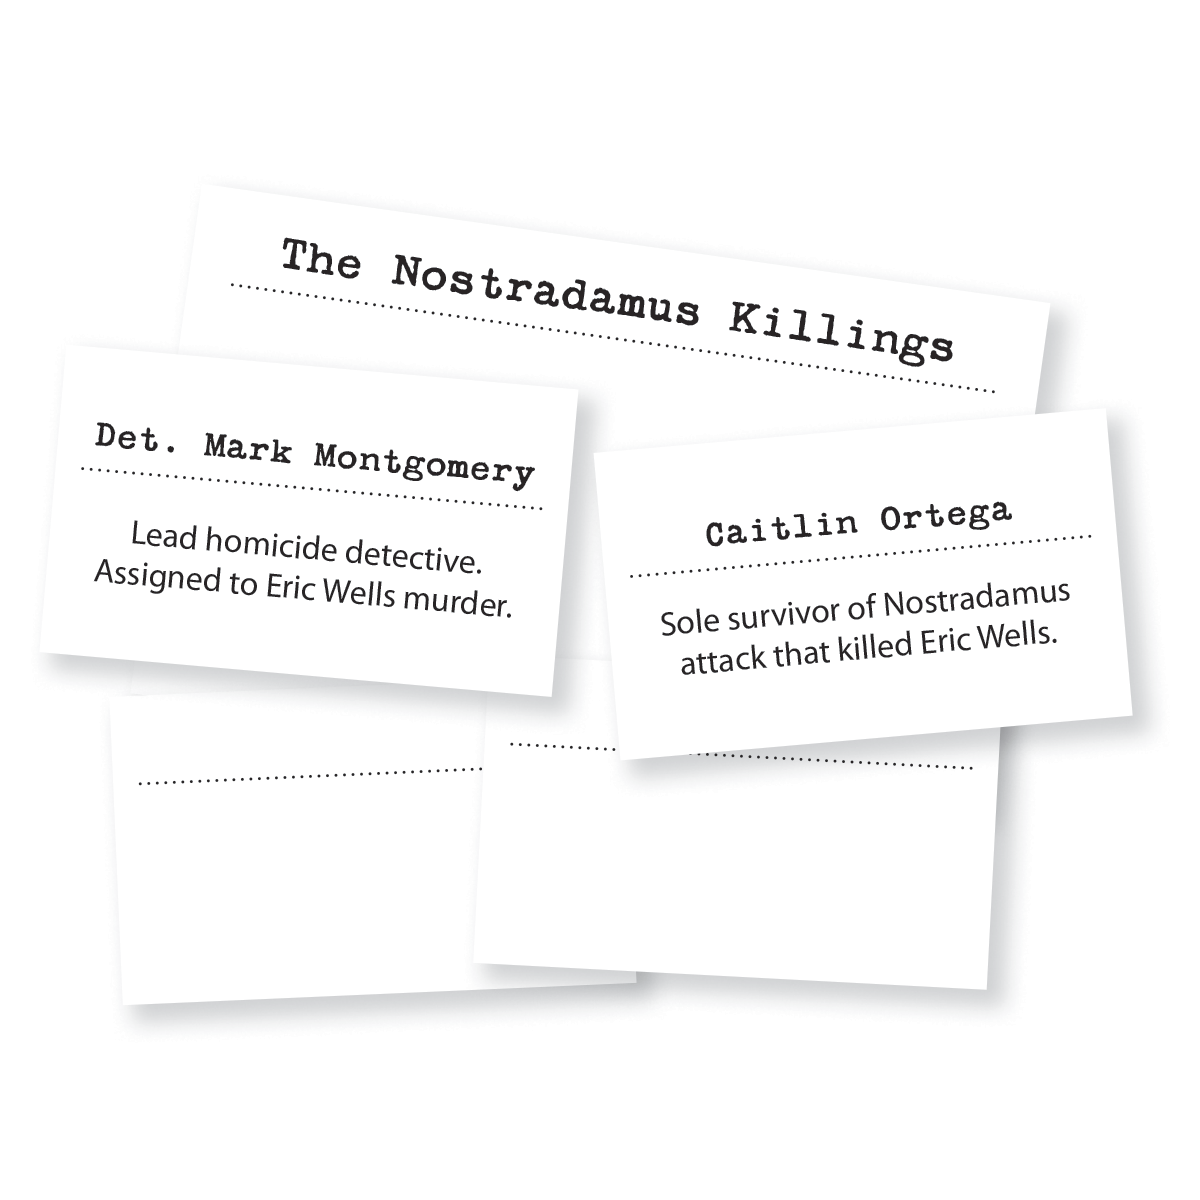 The Nostradamus Killings
Det. Mark Montgomery
Lead homicide detective.
Assigned to Eric Wells murder.
Caitlin Ortega
Sole survivor of Nostradamus
attack that killed Eric Wells.